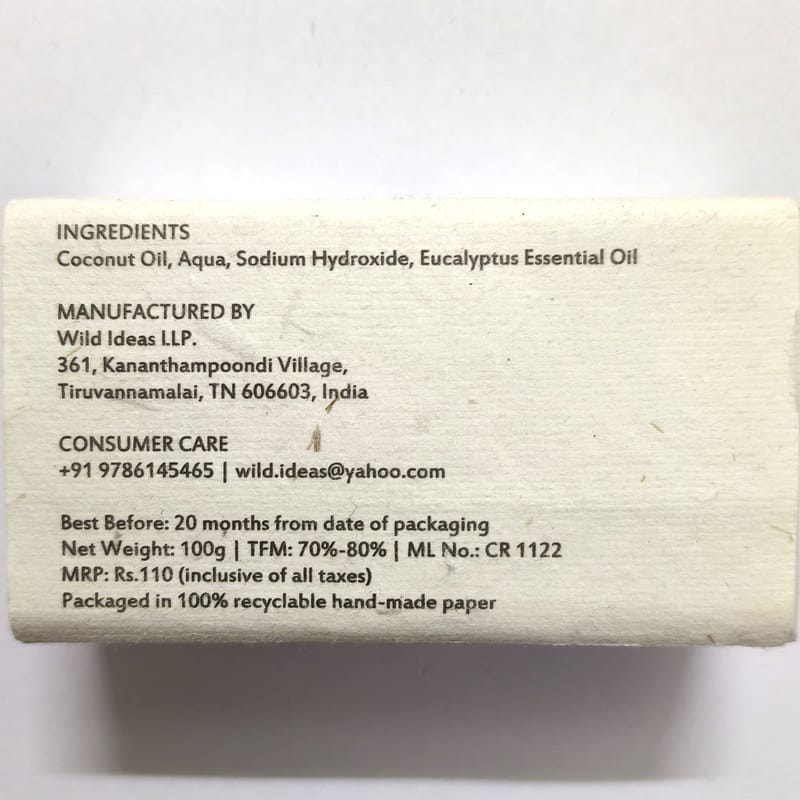 INGREDIENTS
Coconut Oil, Aqua, Sodium Hydroxide, Eucalyptus Essential Oil
MANUFACTURED BY
Wild Ideas LLP.
361, Kananthampoondi Village,
Tiruvannamalai, TN 606603, India
CONSUMER CARE
+91 9786145465 | wild.ideas@yahoo.com
Best Before: 20 months from date of packaging
Net Weight: 100g | TFM: 70%-80% | ML No.: CR 1122
MRP: Rs.110 (inclusive of all taxes)
Packaged in 100% recyclable hand-made paper